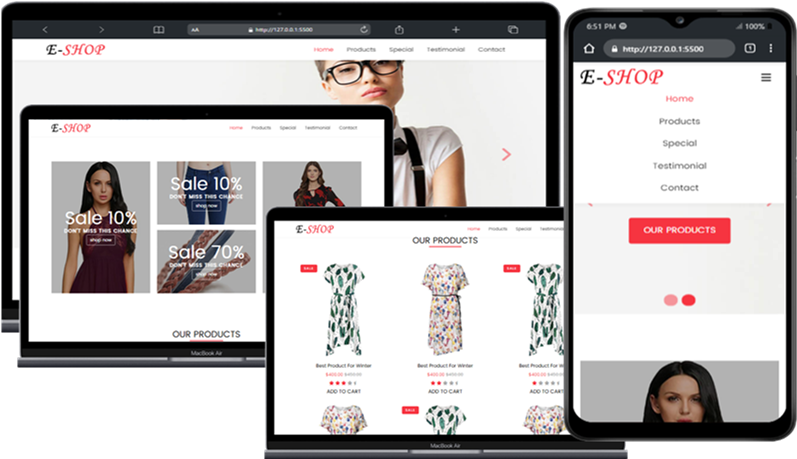 AA
http://127.0.0.1:5500
E-SHOP
Home Products Special Testimonial Contact
E-SHOP
Home Products Special Testimonial Contact
Sale 10%
DON'T MISS THIS CHANCE
shop now
Sale 10%
DON'T MISS THIS CHANCE
shop now
Sale 70%
DON'T MISS THIS CHANCE
shop now
OUR PRODUCTS
MacBook Air
E-SHOP
Home Products Special Testimonial
OUR PRODUCTS
SALE
SALE
Best Product For Winter
$400.00 $450.00
ADD TO CART
Best Product For Winter
$400.00 $450.00
ADD TO CART
Best Product For Winter
$400.00 $450.00
ADD TO CART
SALE
MacBook Air
6:51 PM
100%
http://127.0.0.1:5500
1
E-SHOP
Home
Products
Special
Testimonial
Contact
OUR PRODUCTS